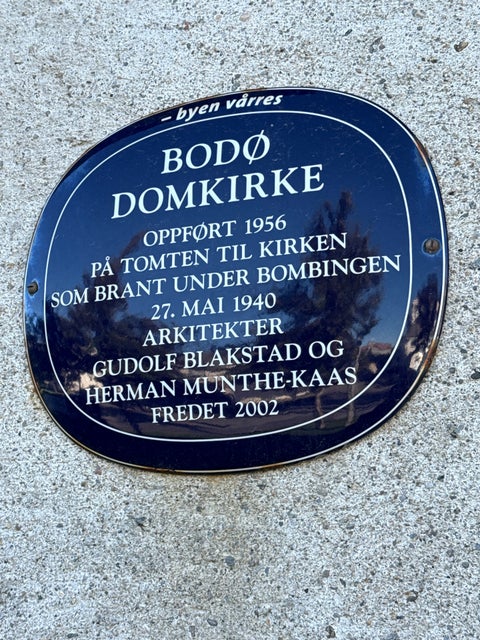 – byen vårres
BODØ
DOMKIRKE
OPPFØRT 1956
PÅ TOMTEN TIL KIRKEN
SOM BRANT UNDER BOMBINGEN
27. MAI 1940
ARKITEKTER
GUDOLF BLAKSTAD OG
HERMAN MUNTHE-KAAS
FREDET 2002